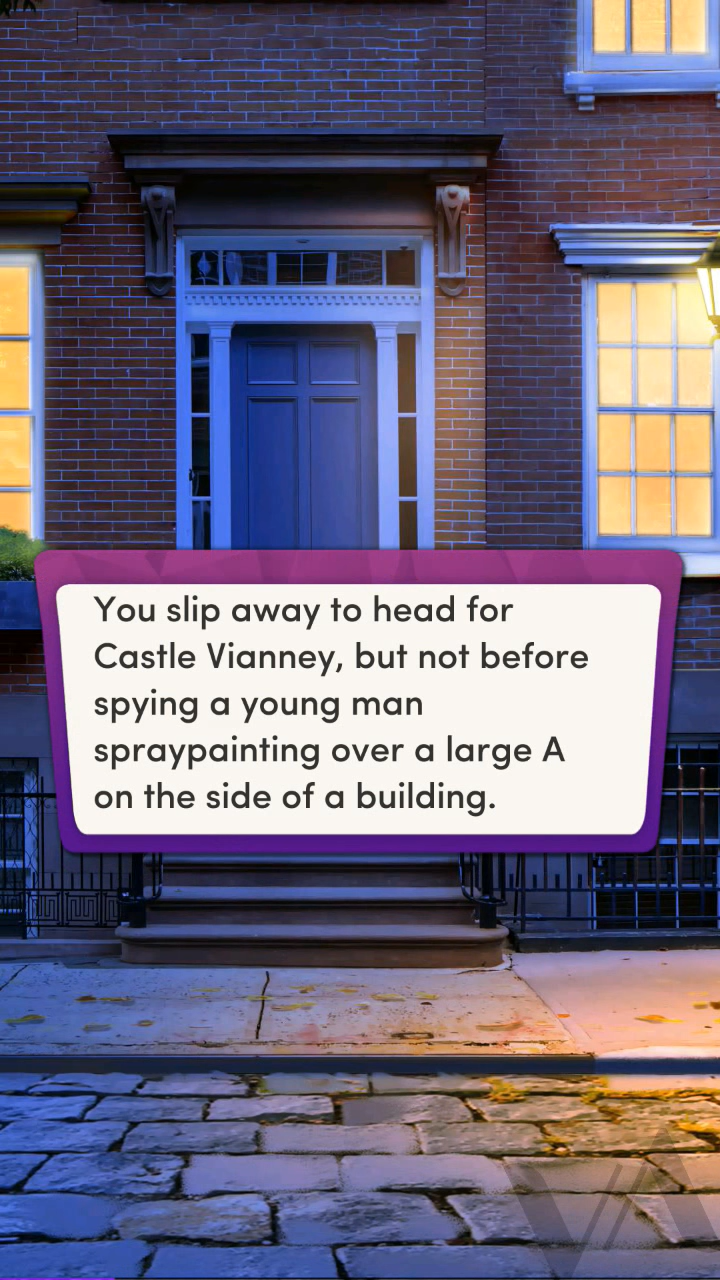 You slip away to head for
Castle Vianney, but not before
spying a young man
spraypainting over a large A
on the side of a building.